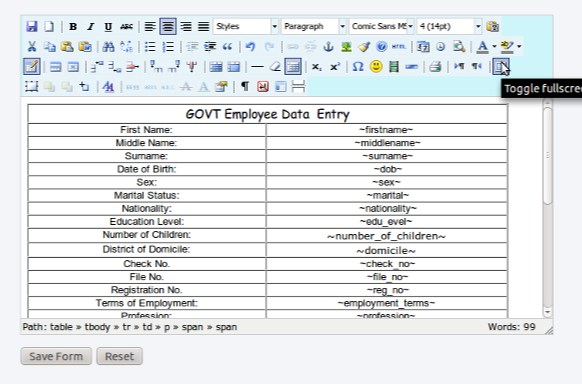 B I U ABC Styles Paragraph Comic Sans MS 4 (14pt)
HTML
Toggle fullscre
GOVT Employee Data Entry
First Name: ~firstname~
Middle Name: ~middlename~
Surname: ~surname~
Date of Birth: ~dob~
Sex: ~sex~
Marital Status: ~marital~
Nationality: ~nationality~
Education Level: ~edu_evel~
Number of Children: ~number_of_children~
District of Domicile: ~domicile~
Check No. ~check_no~
File No. ~file_no~
Registration No. ~reg_no~
Terms of Employment: ~employment_terms~
Profession: ~profession~
Path: table » tbody » tr » td » p » span » span Words: 99
Save Form Reset